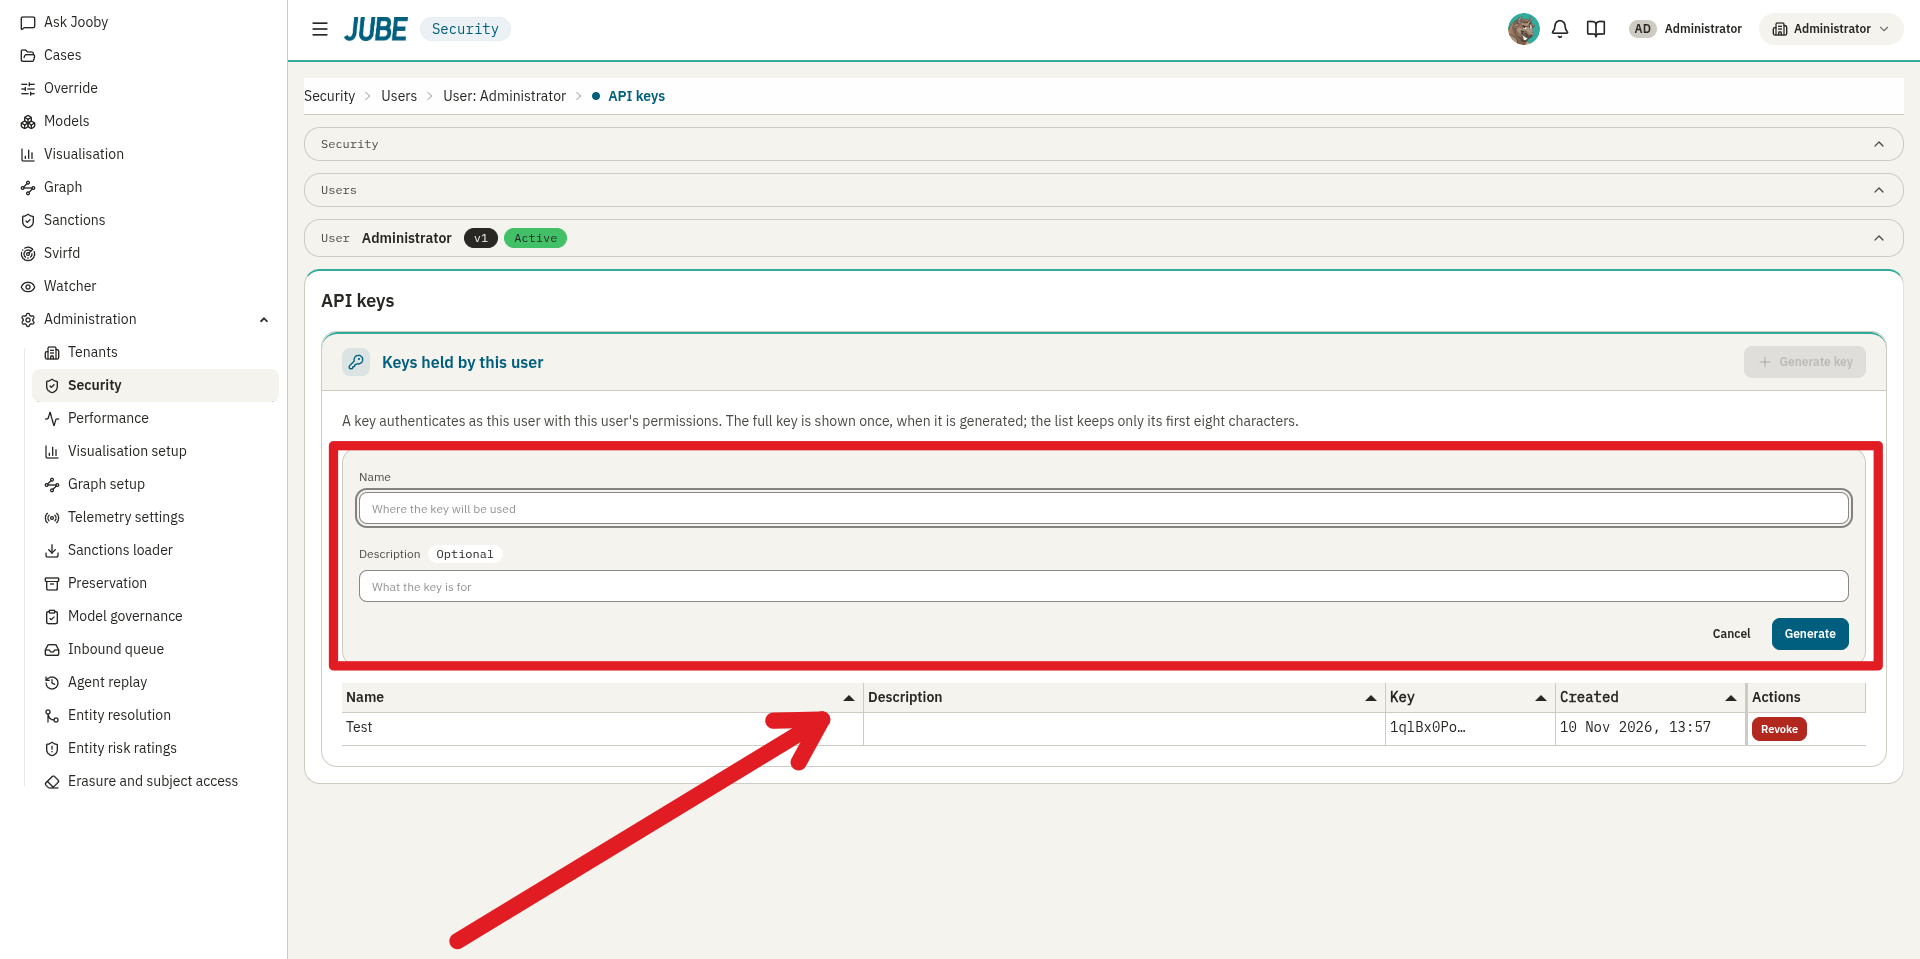 Ask Jooby
Cases
Override
Models
Visualisation
Graph
Sanctions
Svirfd
Watcher
Administration
Tenants
Security
Performance
Visualisation setup
Graph setup
Telemetry settings
Sanctions loader
Preservation
Model governance
Inbound queue
Agent replay
Entity resolution
Entity risk ratings
Erasure and subject access
JUBE Security
AD Administrator Administrator
Security > Users > User: Administrator > API keys
Security
Users
User Administrator v1 Active
API keys
Keys held by this user
Generate key
A key authenticates as this user with this user's permissions. The full key is shown once, when it is generated; the list keeps only its first eight characters.
Name
Where the key will be used
Description Optional
What the key is for
Cancel Generate
Name Description Key Created Actions
Test 1qlBx0Po… 10 Nov 2026, 13:57 Revoke